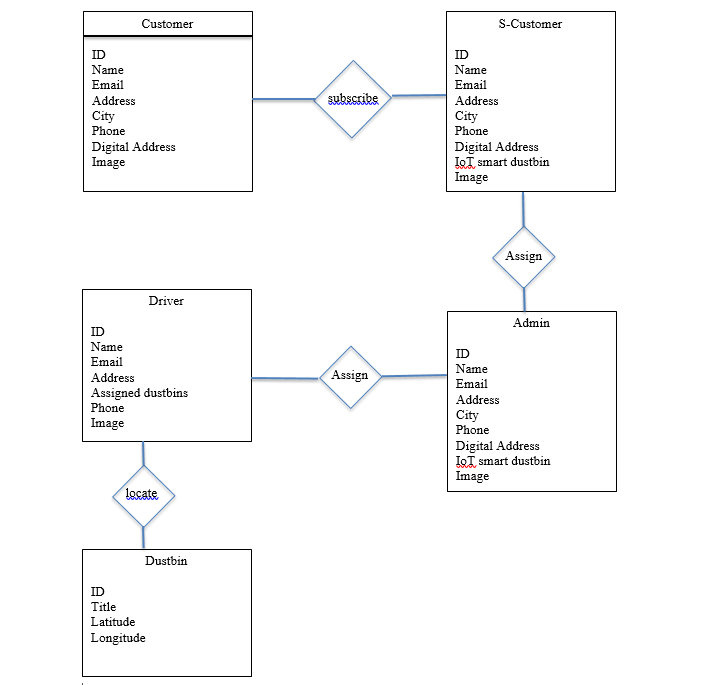 Customer
ID
Name
Email
Address
City
Phone
Digital Address
Image
subscribe
S-Customer
ID
Name
Email
Address
City
Phone
Digital Address
IoT smart dustbin
Image
Assign
Driver
ID
Name
Email
Address
Assigned dustbins
Phone
Image
Assign
Admin
ID
Name
Email
Address
City
Phone
Digital Address
IoT smart dustbin
Image
locate
Dustbin
ID
Title
Latitude
Longitude